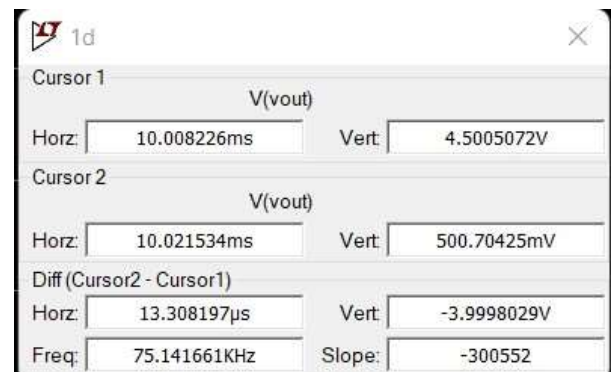 1d
Cursor 1
V(vout)
Horz: 10.008226ms Vert: 4.5005072V
Cursor 2
V(vout)
Horz: 10.021534ms Vert: 500.70425mV
Diff (Cursor2 - Cursor1)
Horz: 13.308197µs Vert: -3.9998029V
Freq: 75.141661KHz Slope: -300552